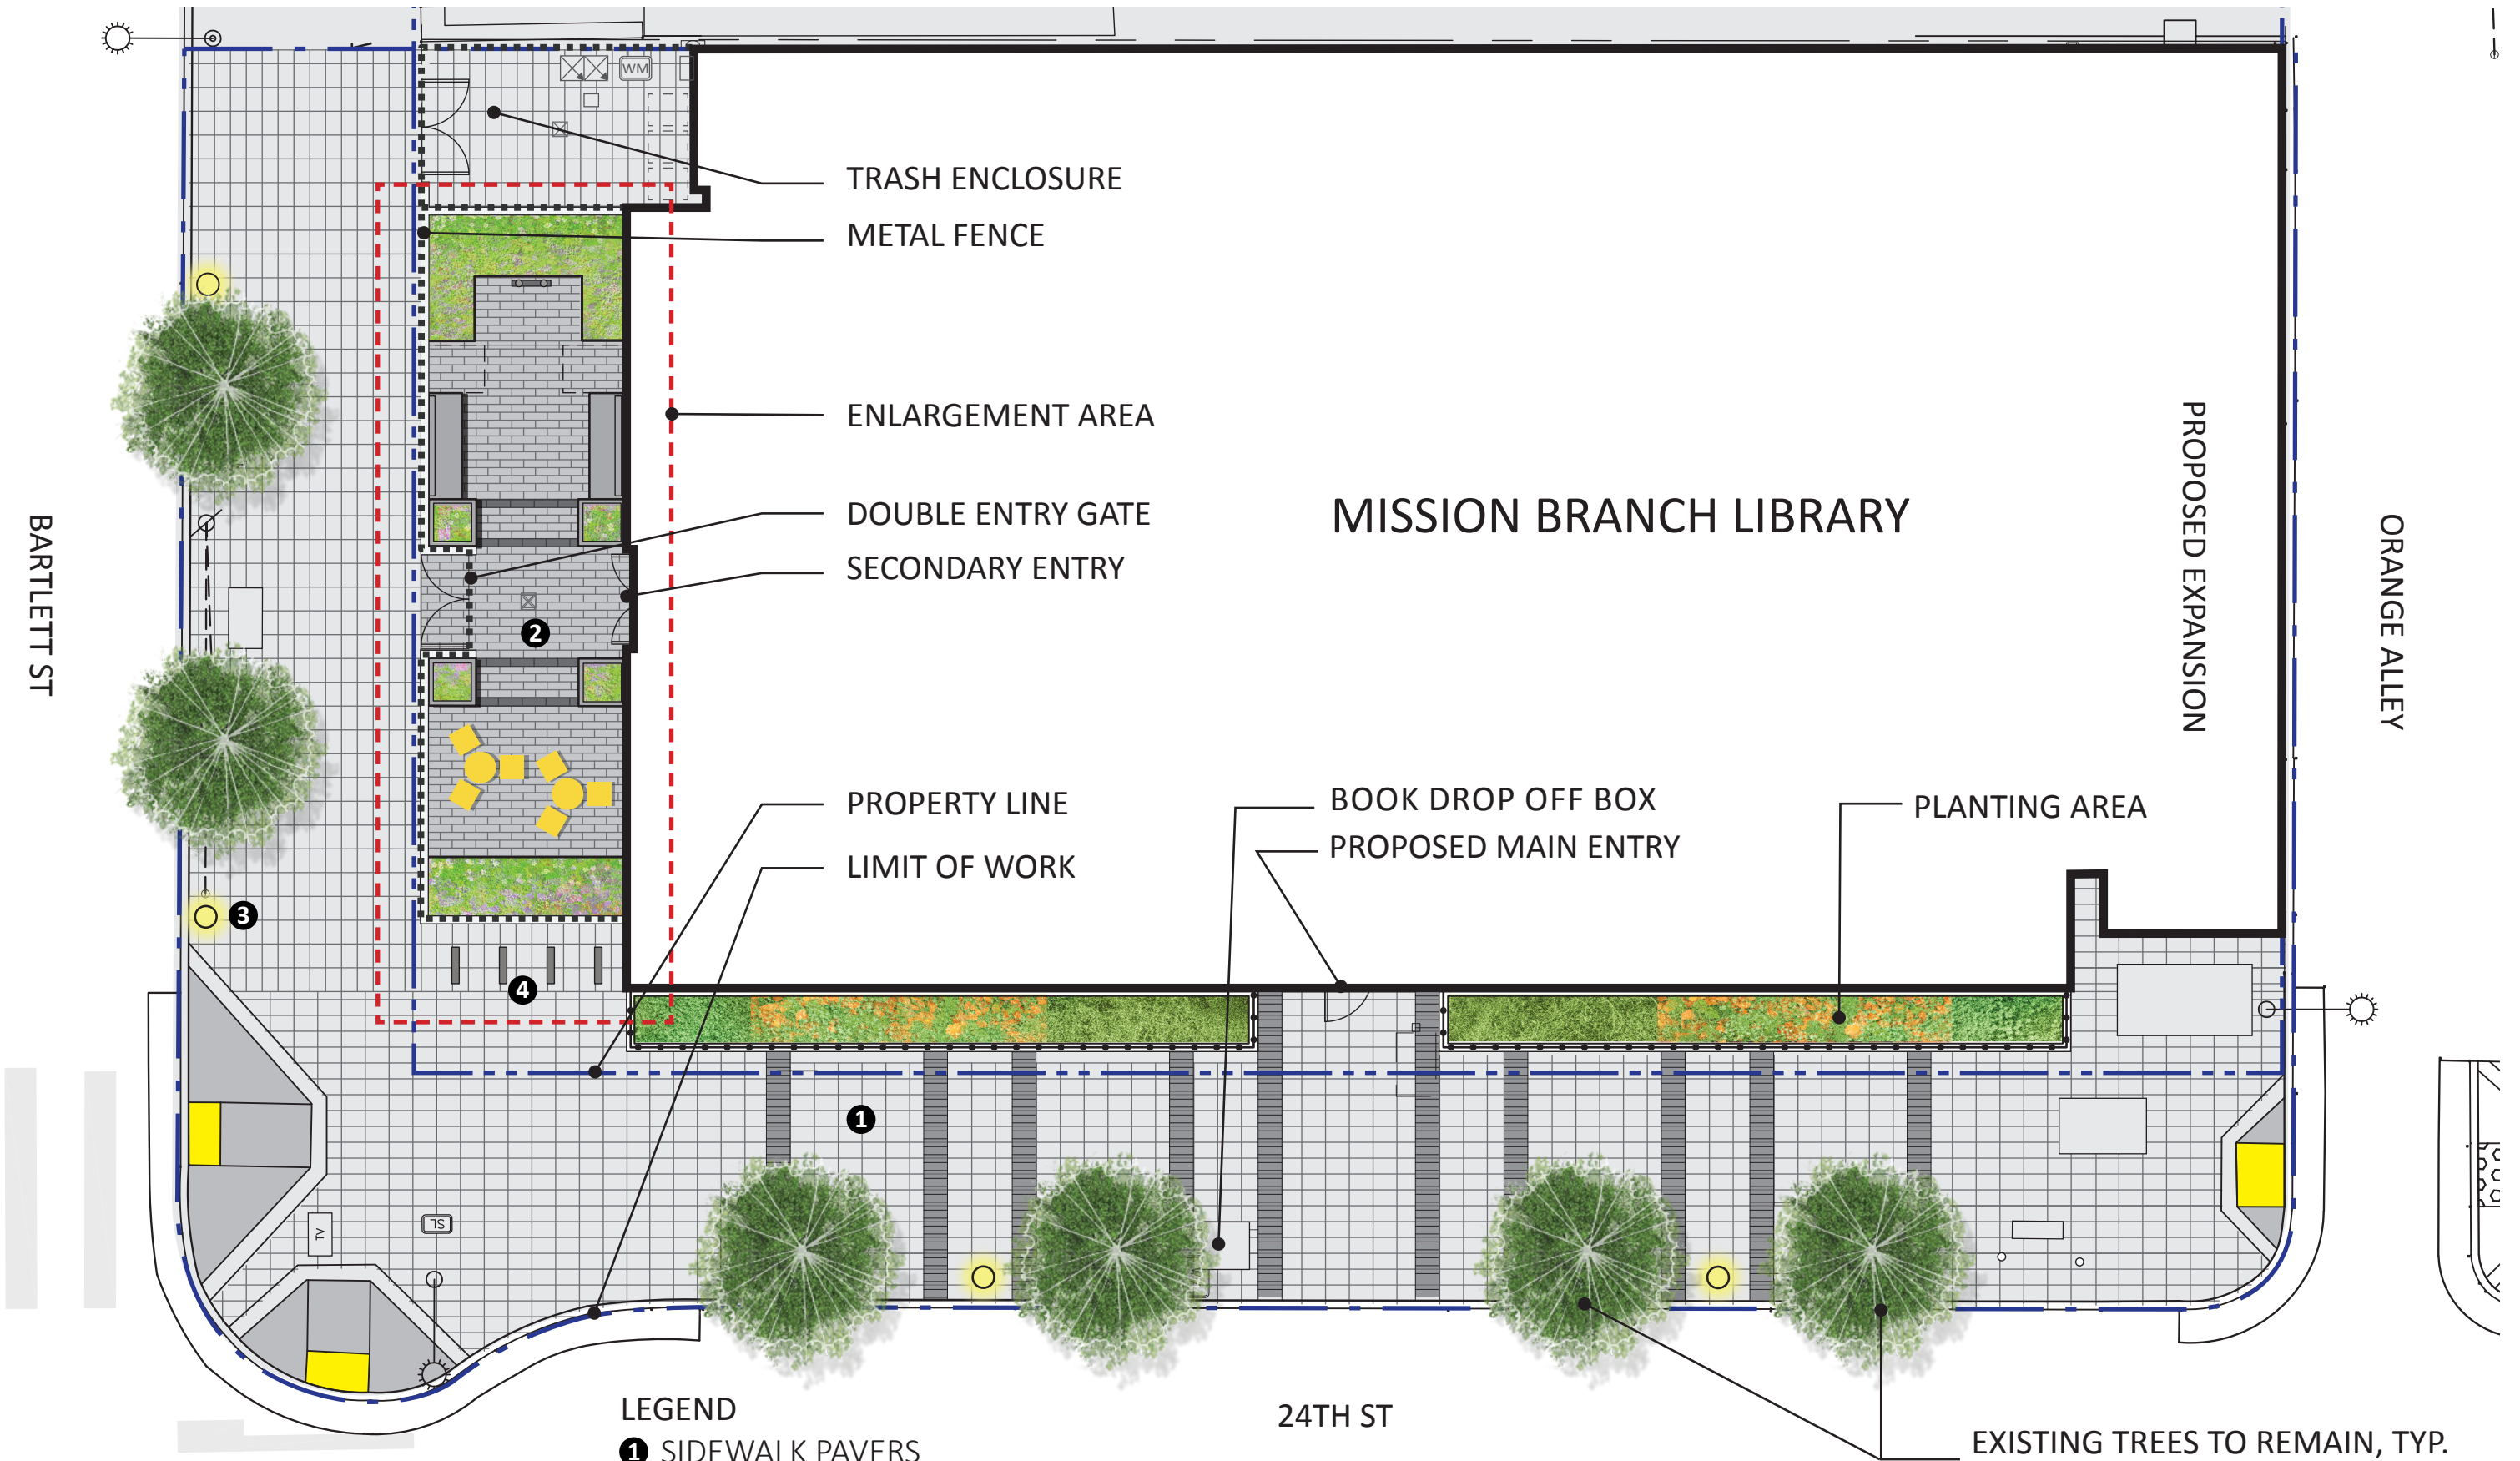 WM
TRASH ENCLOSURE
METAL FENCE
ENLARGEMENT AREA
DOUBLE ENTRY GATE
SECONDARY ENTRY
MISSION BRANCH LIBRARY
PROPOSED EXPANSION
BARTLETT ST
ORANGE ALLEY
2
PROPERTY LINE
LIMIT OF WORK
BOOK DROP OFF BOX
PROPOSED MAIN ENTRY
PLANTING AREA
3
4
1
TV
SL
LEGEND
1 SIDEWALK PAVERS
24TH ST
EXISTING TREES TO REMAIN, TYP.